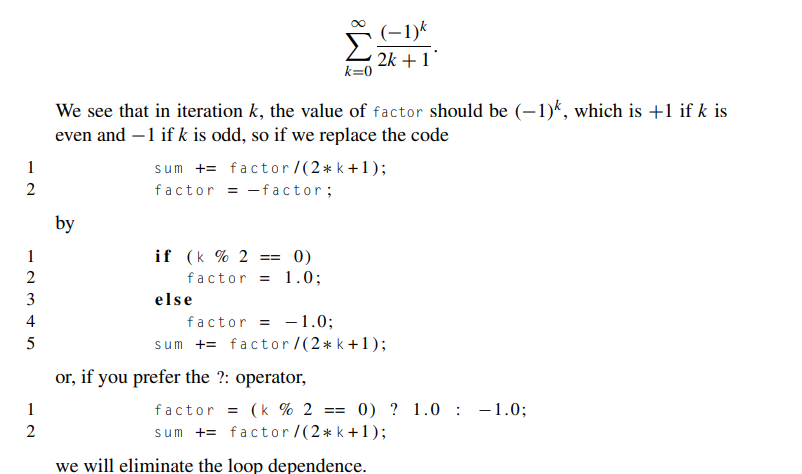 ∞
∑ (−1)^k / (2k + 1).
k=0
We see that in iteration k, the value of factor should be (−1)^k, which is +1 if k is
even and −1 if k is odd, so if we replace the code
1 sum += factor/(2*k+1);
2 factor = −factor;
by
1 if (k % 2 == 0)
2 factor = 1.0;
3 else
4 factor = −1.0;
5 sum += factor/(2*k+1);
or, if you prefer the ?: operator,
1 factor = (k % 2 == 0) ? 1.0 : −1.0;
2 sum += factor/(2*k+1);
we will eliminate the loop dependence.